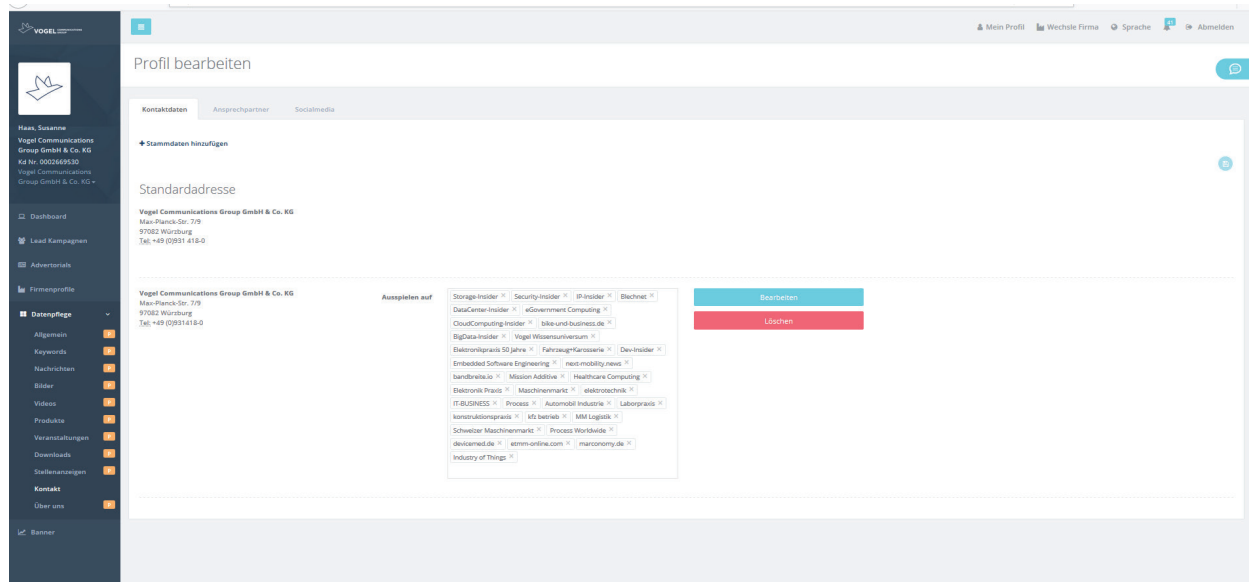 VOGEL
Mein Profil
Wechsle Firma
Sprache
41
Abmelden
Profil bearbeiten
Haas, Susanne
Vogel Communications
Group GmbH & Co. KG
Kd Nr. 0002669530
Vogel Communications
Group GmbH & Co. KG
Dashboard
Lead Kampagnen
Advertorials
Firmenprofile
Datenpflege
Allgemein
Keywords
Nachrichten
Bilder
Videos
Produkte
Veranstaltungen
Downloads
Stellenanzeigen
Kontakt
Über uns
Banner
Kontaktdaten
Ansprechpartner
Socialmedia
+ Stammdaten hinzufügen
Standardadresse
Vogel Communications Group GmbH & Co. KG
Max-Planck-Str. 7/9
97082 Würzburg
Tel: +49 (0)931 418-0
Vogel Communications Group GmbH & Co. KG
Max-Planck-Str. 7/9
97082 Würzburg
Tel: +49 (0)931418-0
Ausspielen auf
Storage-Insider × Security-Insider × IP-Insider × Blechnet ×
DataCenter-Insider × eGovernment Computing ×
CloudComputing-Insider × bike-und-business.de ×
BigData-Insider × Vogel Wissensuniversum ×
Elektronikpraxis 50 Jahre × Fahrzeug+Karosserie × Dev-Insider ×
Embedded Software Engineering × next-mobility.news ×
bandbreite.io × Mission Additive × Healthcare Computing ×
Elektronik Praxis × Maschinenmarkt × elektrotechnik ×
IT-BUSINESS × Process × Automobil Industrie × Laborpraxis ×
konstruktionspraxis × kfz betrieb × MM Logistik ×
Schweizer Maschinenmarkt × Process Worldwide ×
devicemed.de × etmm-online.com × marconomy.de ×
Industry of Things ×
Bearbeiten
Löschen